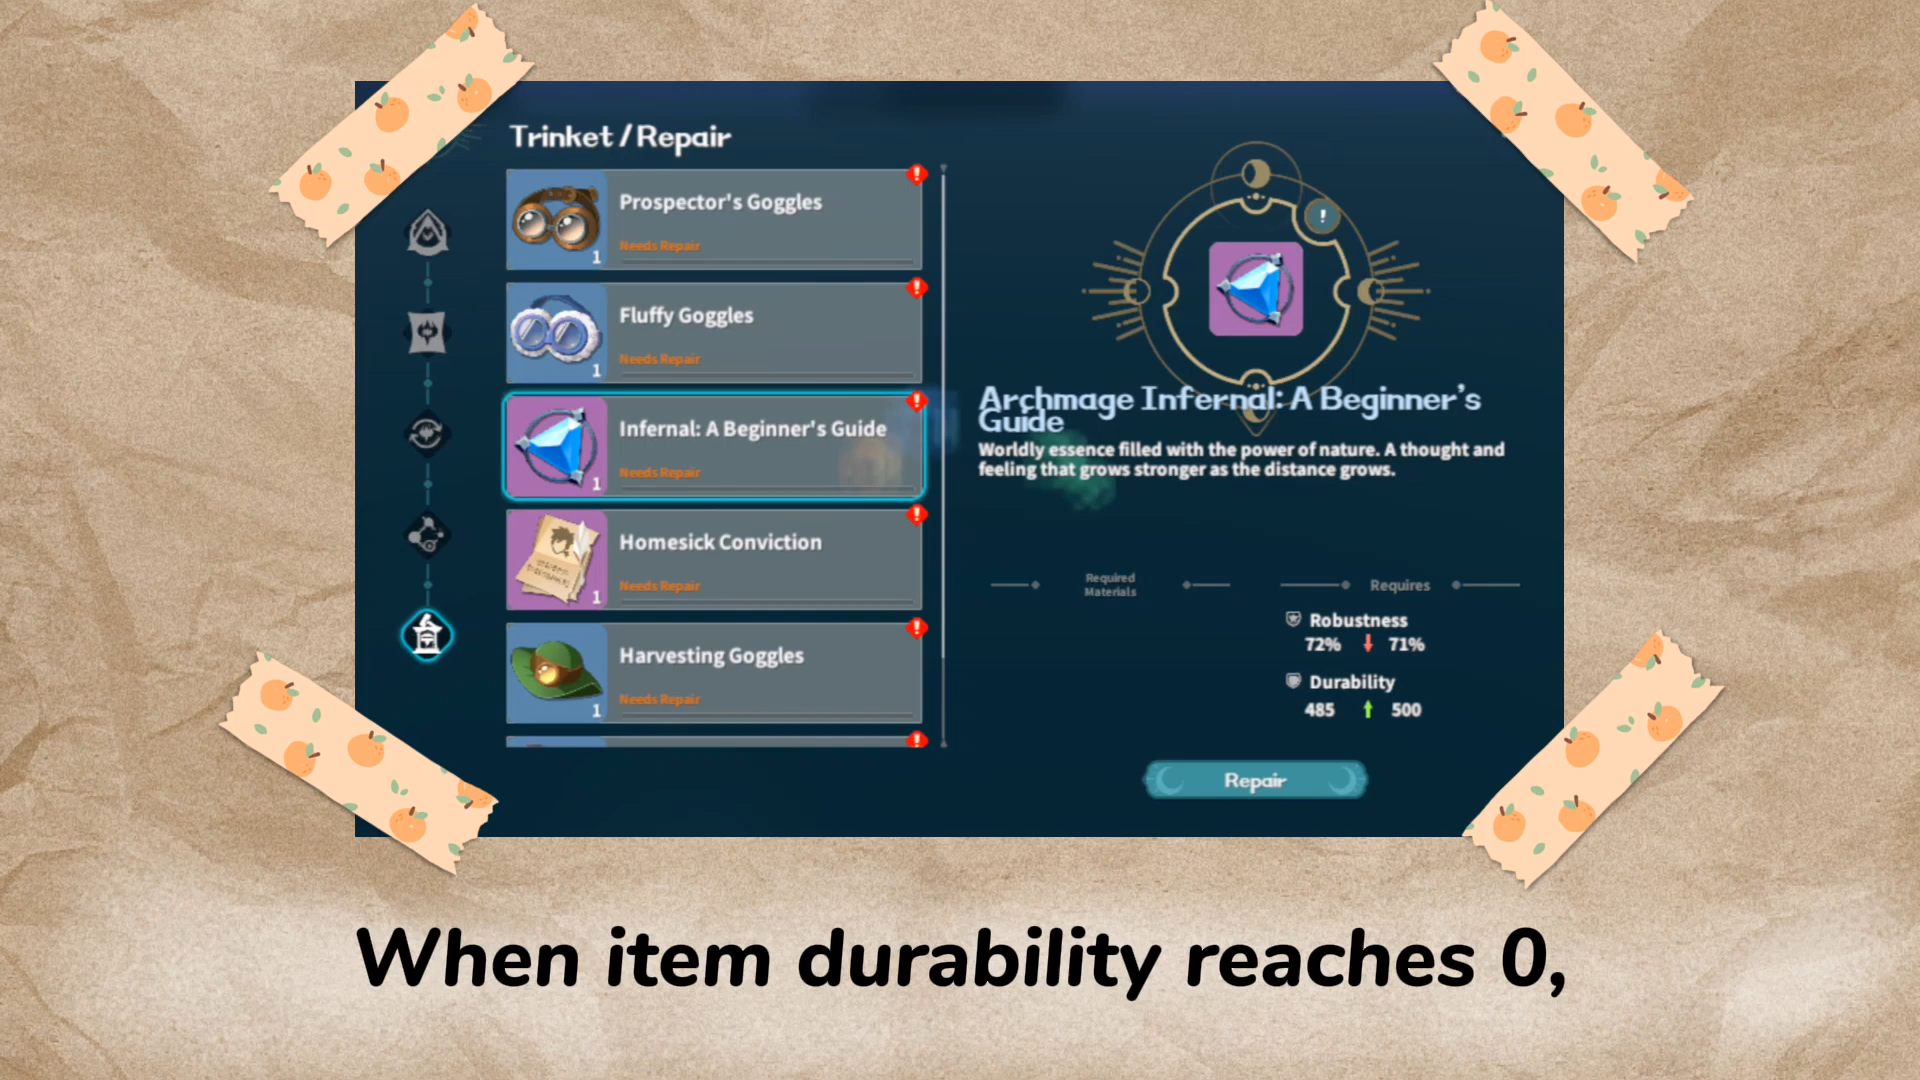 Trinket / Repair
Prospector's Goggles
Needs Repair
1
Fluffy Goggles
Needs Repair
1
Infernal: A Beginner's Guide
Needs Repair
1
Homesick Conviction
Needs Repair
1
Harvesting Goggles
Needs Repair
1
Archmage Infernal: A Beginner's
Guide
Worldly essence filled with the power of nature. A thought and
feeling that grows stronger as the distance grows.
Required
Materials
Requires
Robustness
72% 71%
Durability
485 500
Repair
When item durability reaches 0,